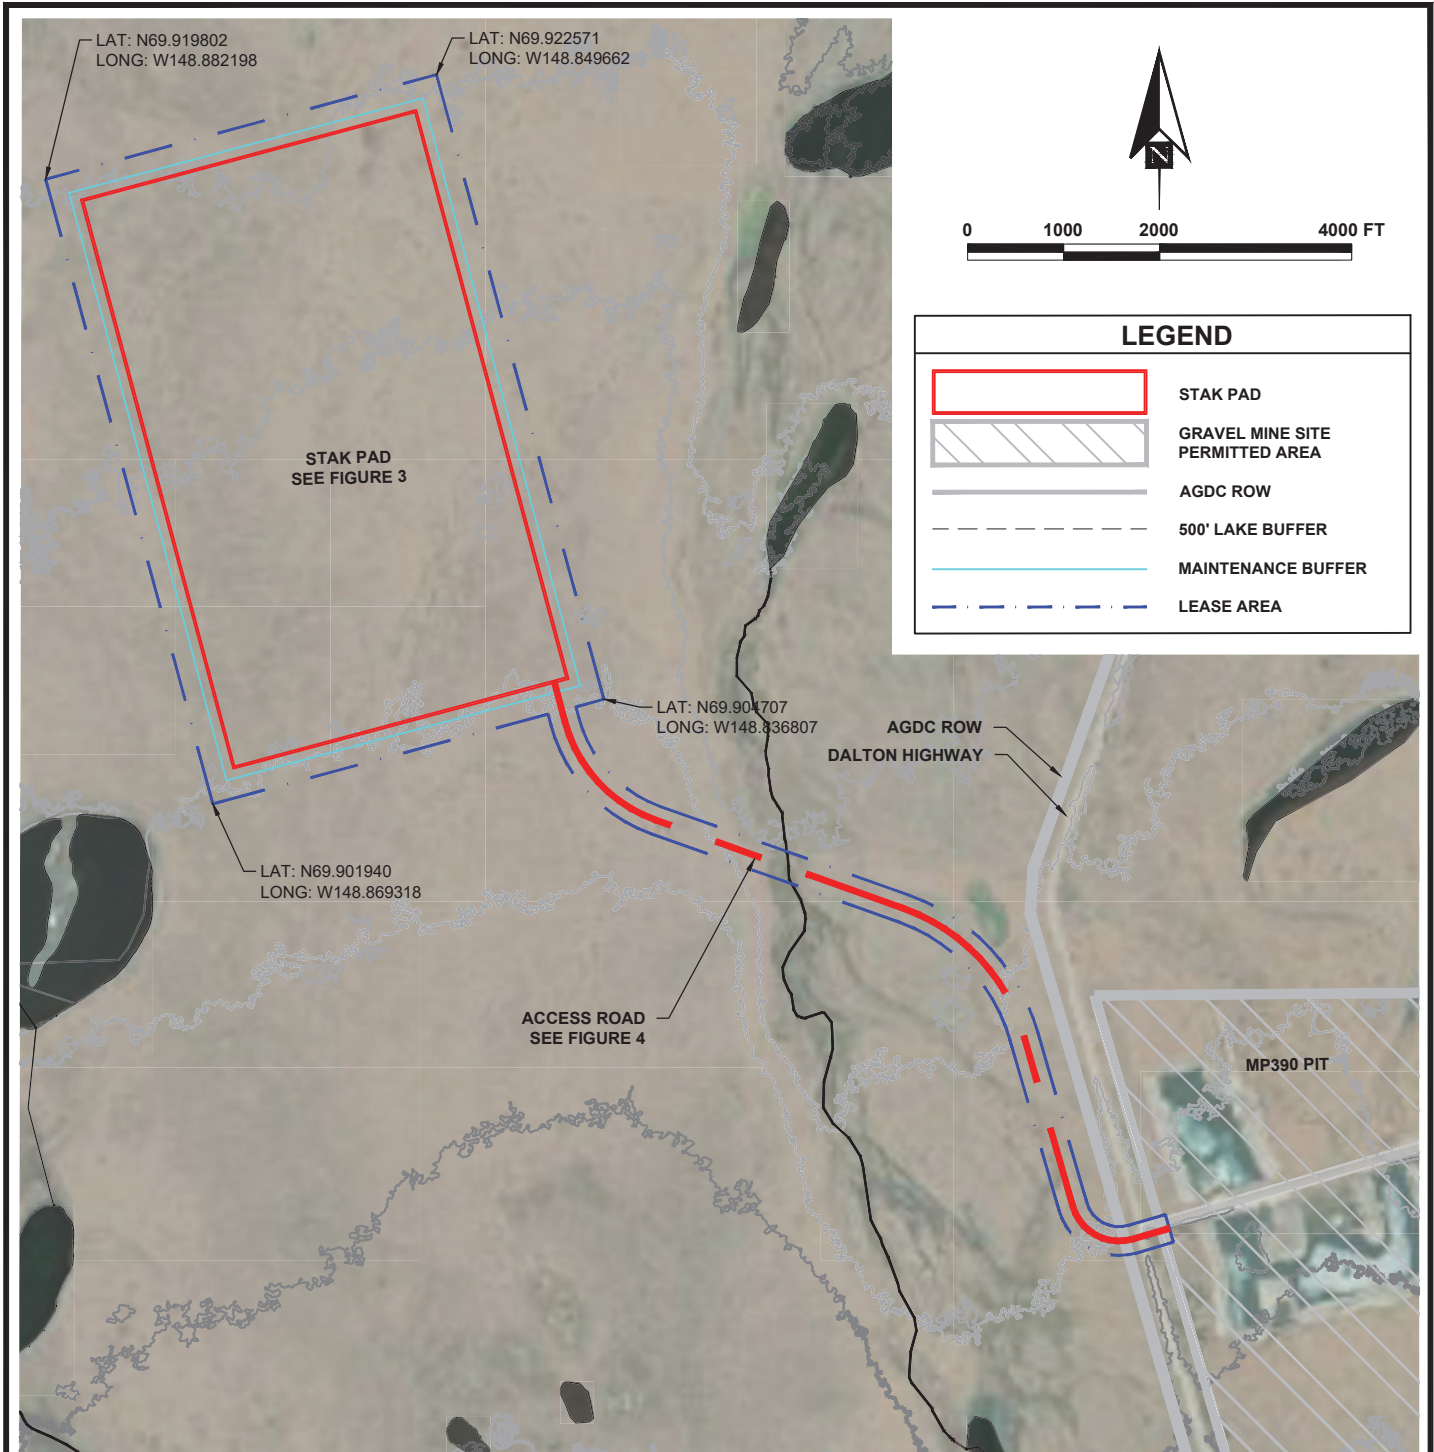 LAT: N69.919802
LONG: W148.882198
LAT: N69.922571
LONG: W148.849662
N
0 1000 2000 4000 FT
LEGEND
STAK PAD
GRAVEL MINE SITE
PERMITTED AREA
AGDC ROW
500' LAKE BUFFER
MAINTENANCE BUFFER
LEASE AREA
STAK PAD
SEE FIGURE 3
LAT: N69.904707
LONG: W148.836807
AGDC ROW
DALTON HIGHWAY
LAT: N69.901940
LONG: W148.869318
ACCESS ROAD
SEE FIGURE 4
MP390 PIT